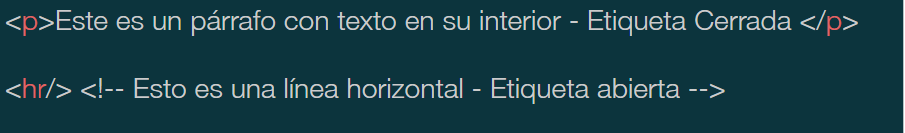 <p>Este es un párrafo con texto en su interior - Etiqueta Cerrada </p>
<hr/> <!-- Esto es una línea horizontal - Etiqueta abierta -->